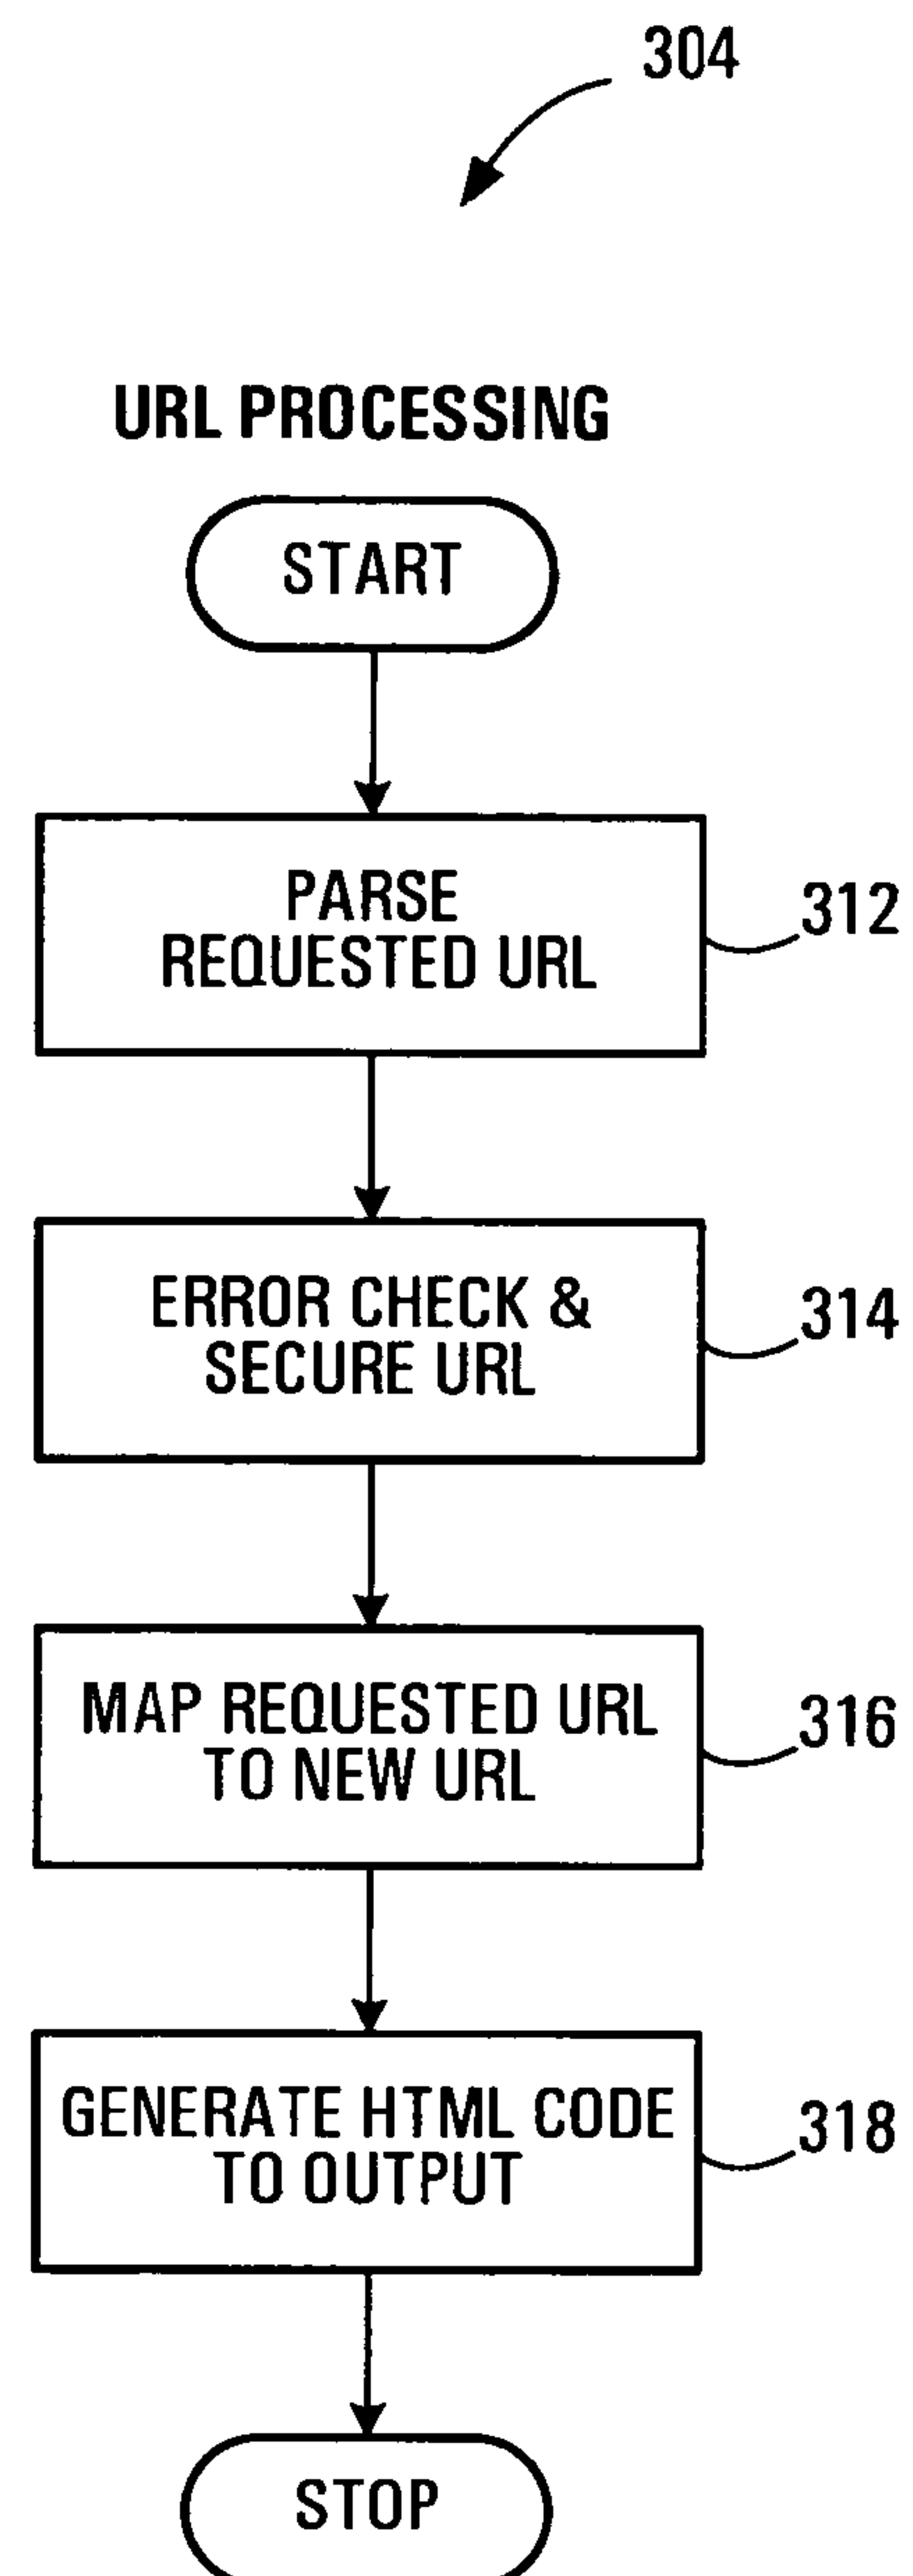 304
URL PROCESSING
START
PARSE
REQUESTED URL
312
ERROR CHECK &
SECURE URL
314
MAP REQUESTED URL
TO NEW URL
316
GENERATE HTML CODE
TO OUTPUT
318
STOP